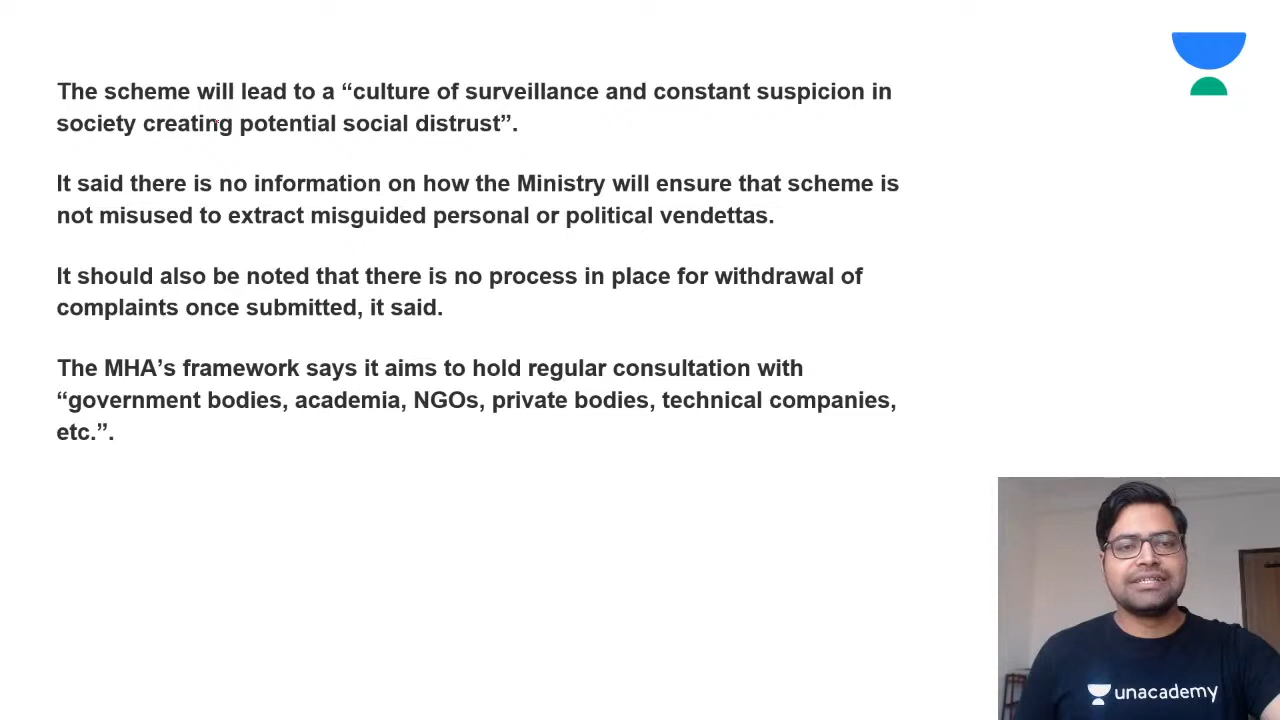 The scheme will lead to a “culture of surveillance and constant suspicion in
society creating potential social distrust”.
It said there is no information on how the Ministry will ensure that scheme is
not misused to extract misguided personal or political vendettas.
It should also be noted that there is no process in place for withdrawal of
complaints once submitted, it said.
The MHA’s framework says it aims to hold regular consultation with
“government bodies, academia, NGOs, private bodies, technical companies,
etc.”.
unacademy